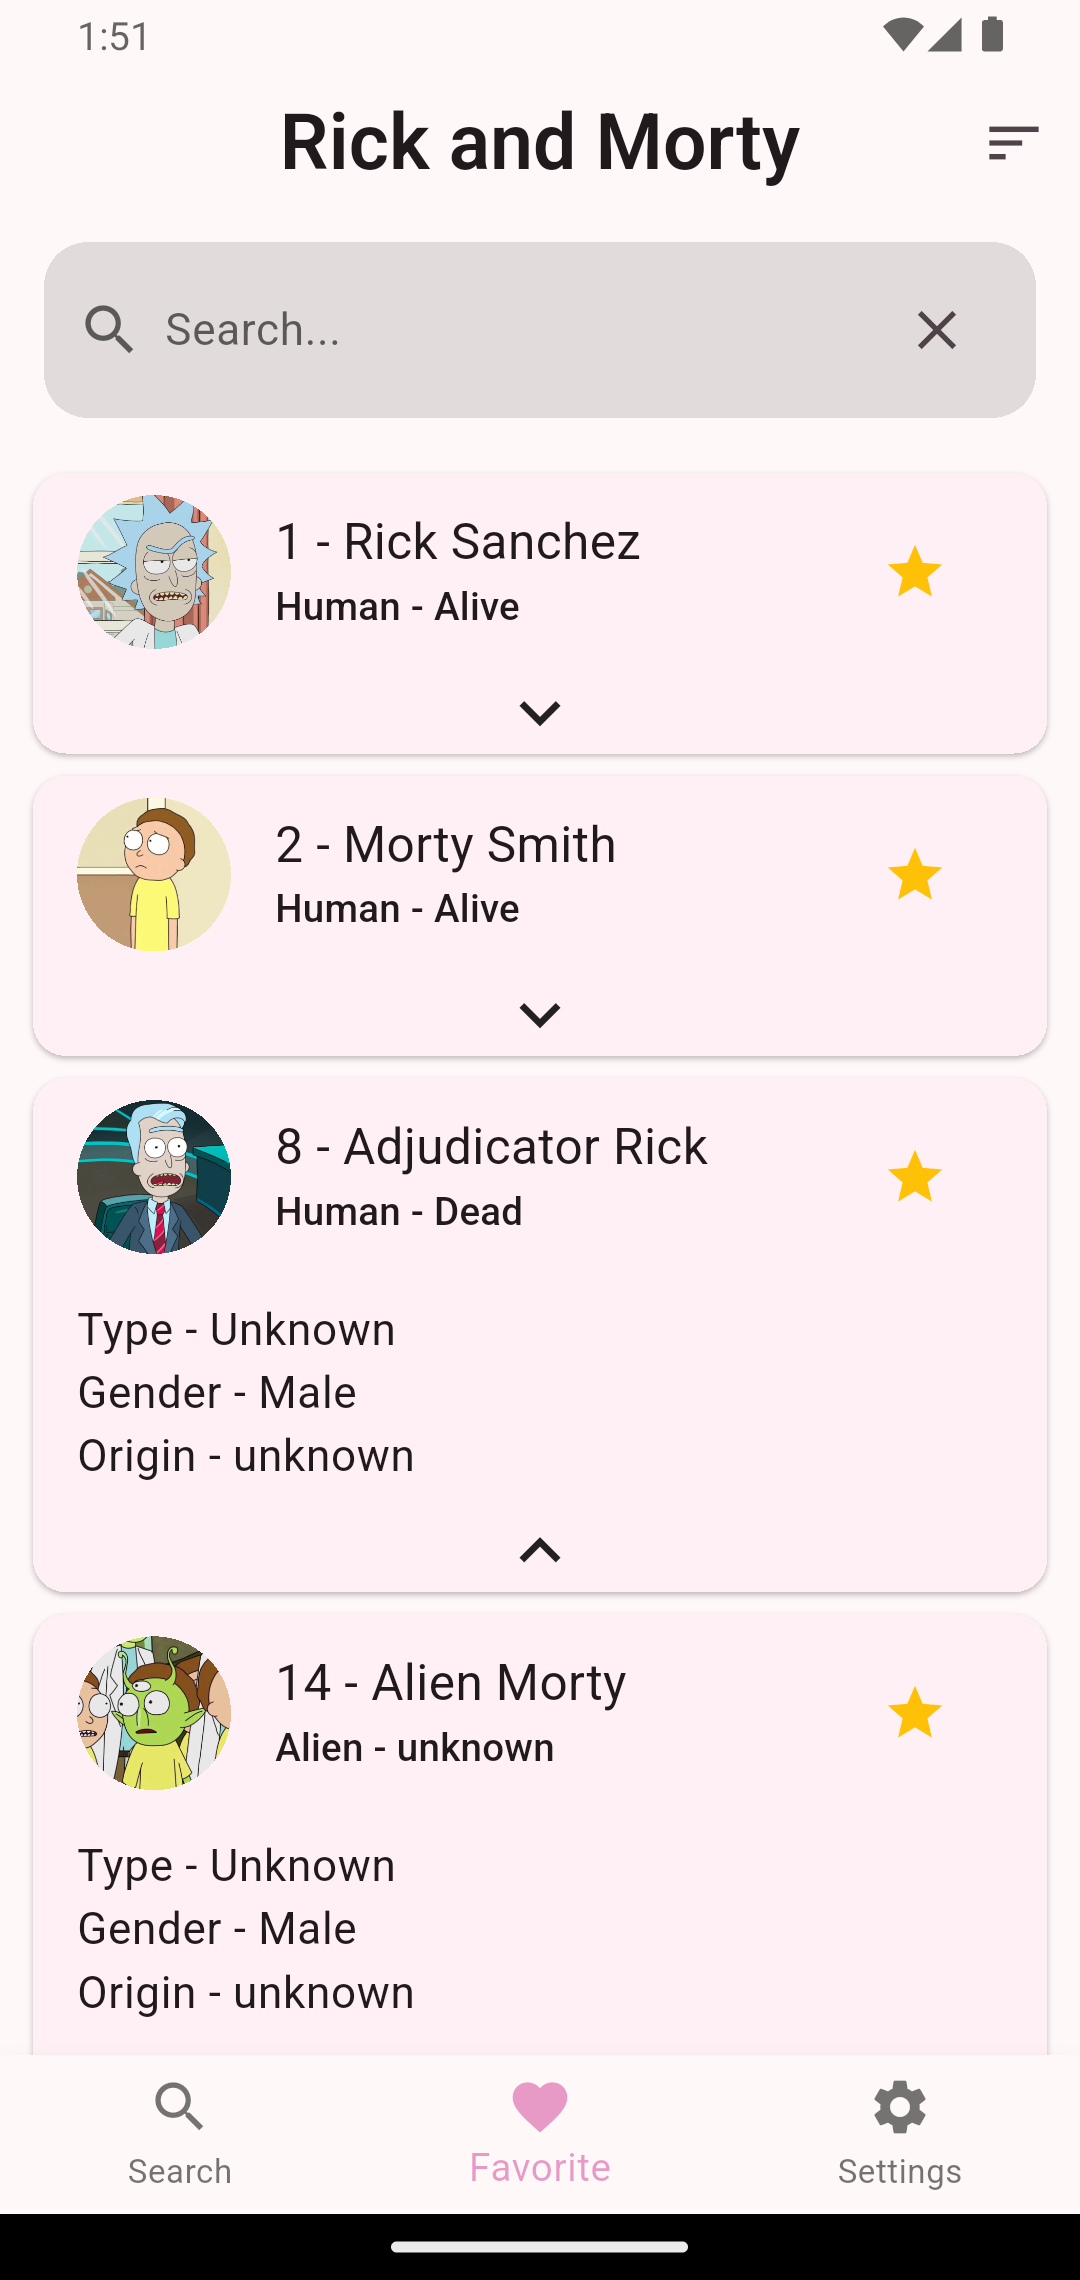 1:51
Rick and Morty
Search...
1 - Rick Sanchez
Human - Alive
2 - Morty Smith
Human - Alive
8 - Adjudicator Rick
Human - Dead
Type - Unknown
Gender - Male
Origin - unknown
14 - Alien Morty
Alien - unknown
Type - Unknown
Gender - Male
Origin - unknown
Search
Favorite
Settings